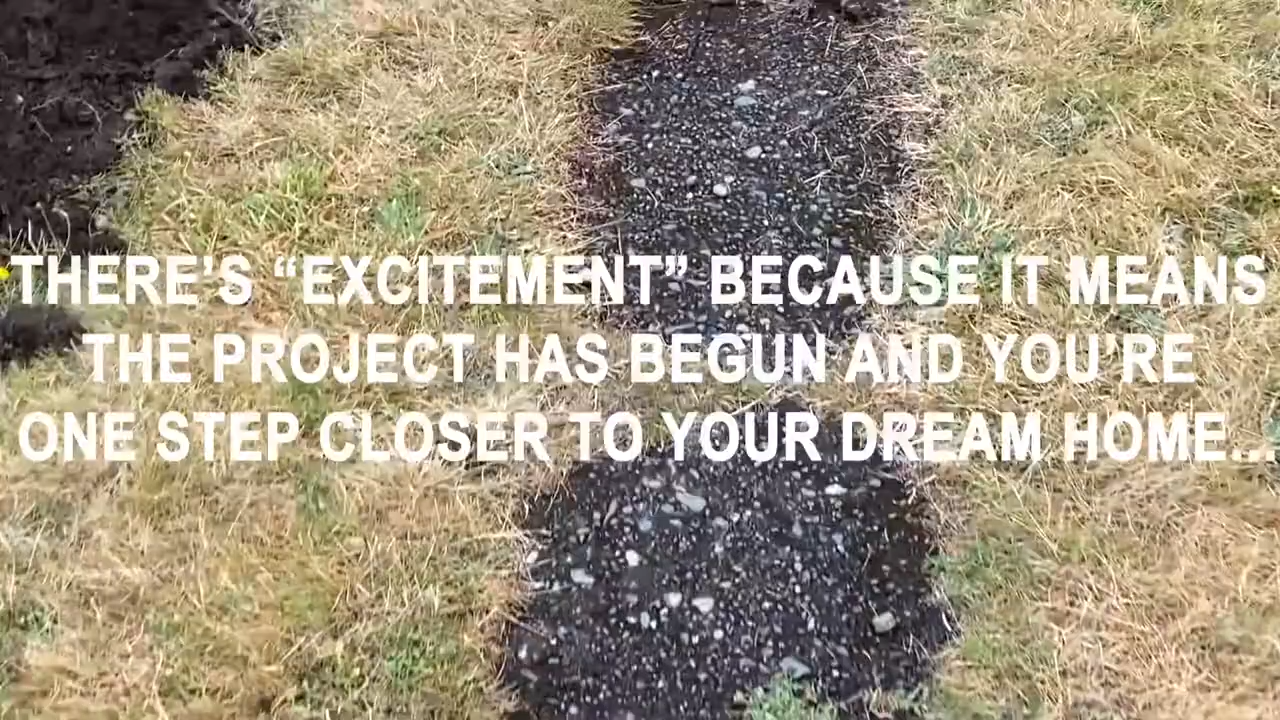 THERE’S “EXCITEMENT” BECAUSE IT MEANS
THE PROJECT HAS BEGUN AND YOU’RE
ONE STEP CLOSER TO YOUR DREAM HOME...